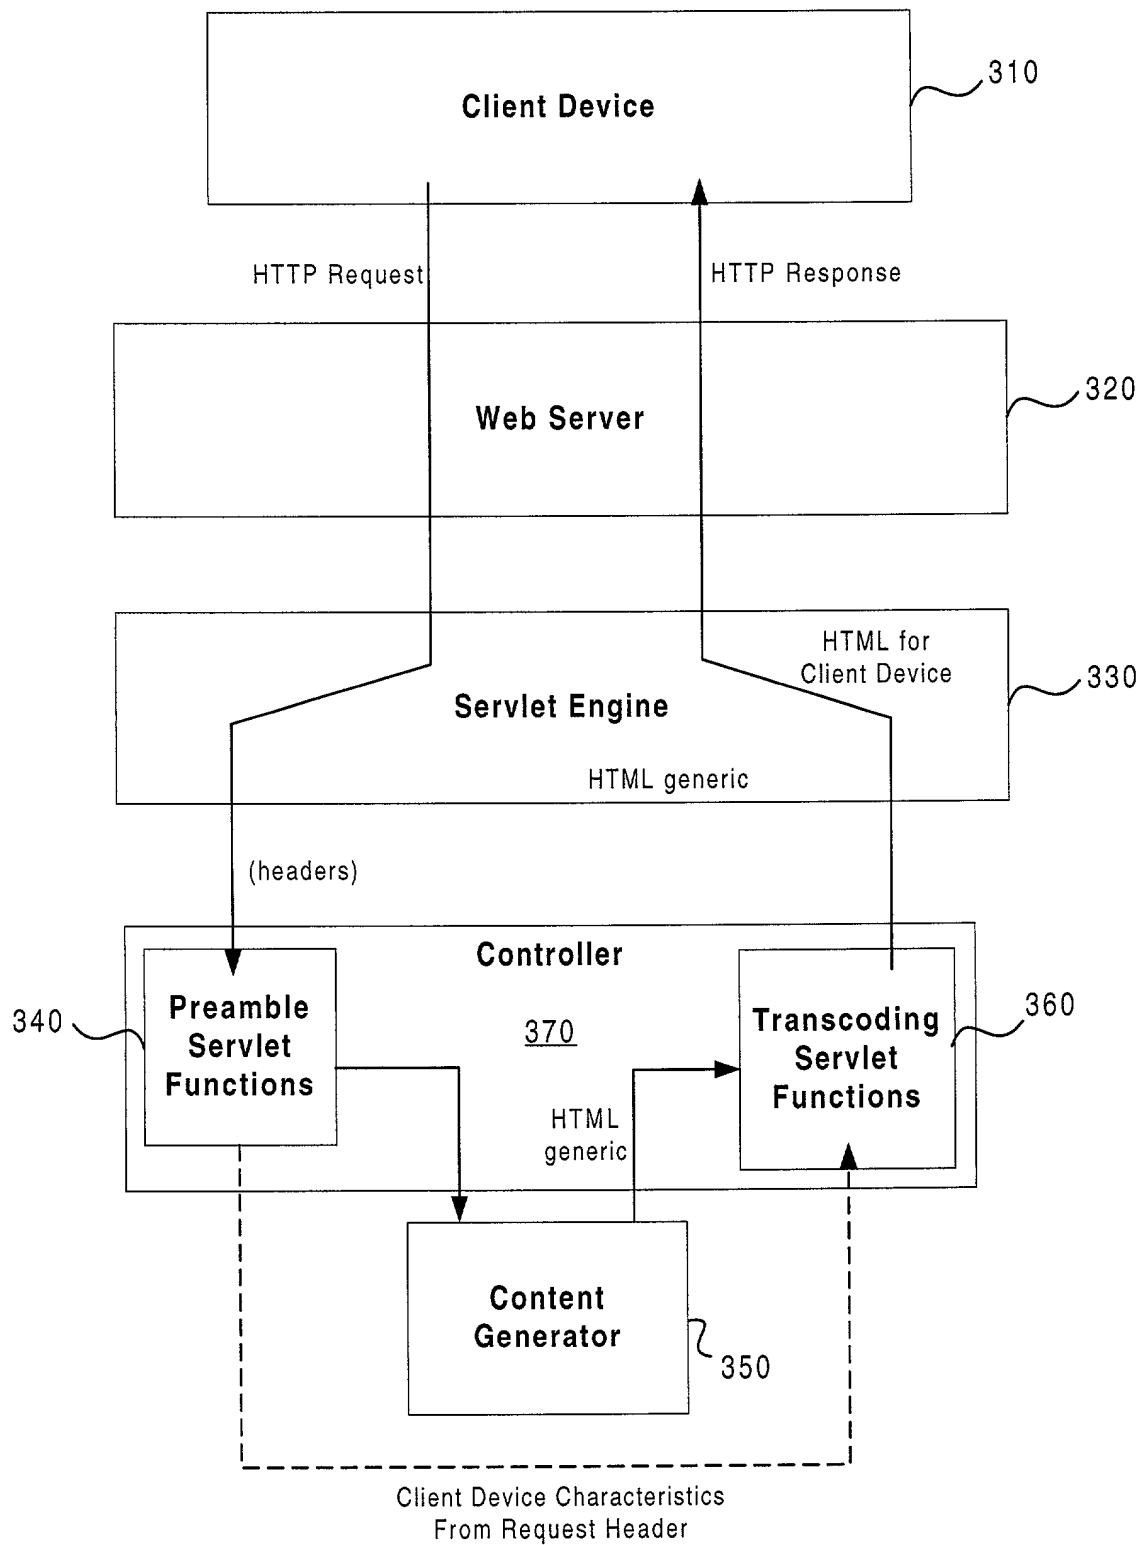 310
Client Device
HTTP Request
HTTP Response
320
Web Server
HTML for
Client Device
330
Servlet Engine
HTML generic
(headers)
Controller
340
Preamble
Servlet
Functions
370
360
Transcoding
Servlet
Functions
HTML
generic
Content
Generator
350
Client Device Characteristics
From Request Header